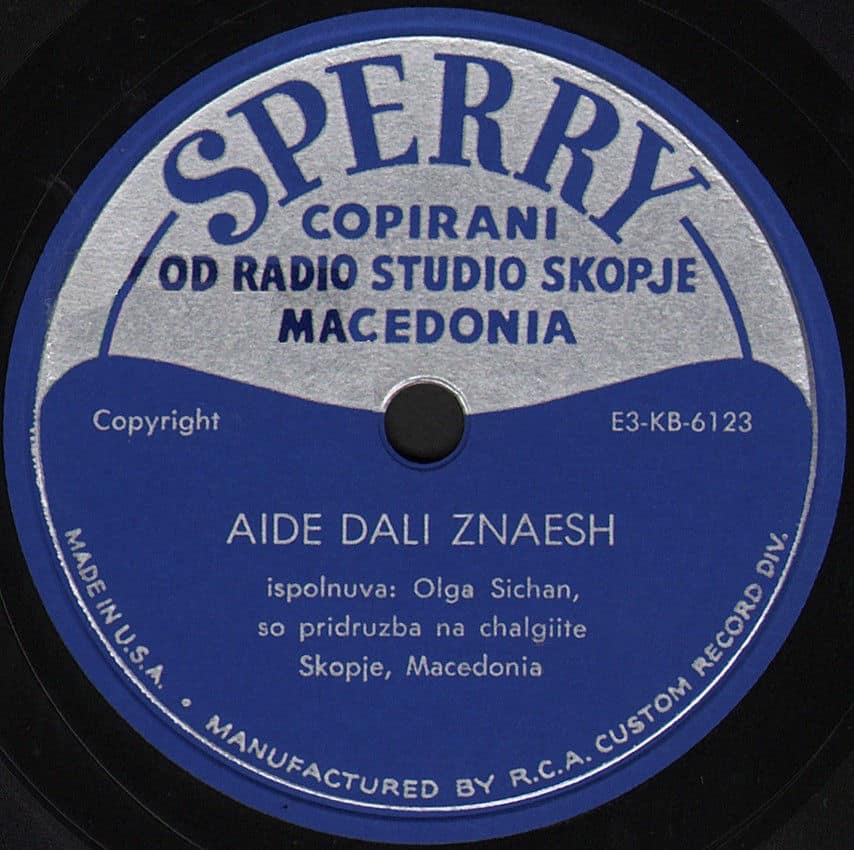 SPERRY
COPIRANI
OD RADIO STUDIO SKOPJE
MACEDONIA
Copyright
E3-KB-6123
AIDE DALI ZNAESH
ispolnuva: Olga Sichan,
so pridruzba na chalgiite
Skopje, Macedonia
MADE IN U.S.A. • MANUFACTURED BY R.C.A. CUSTOM RECORD DIV.